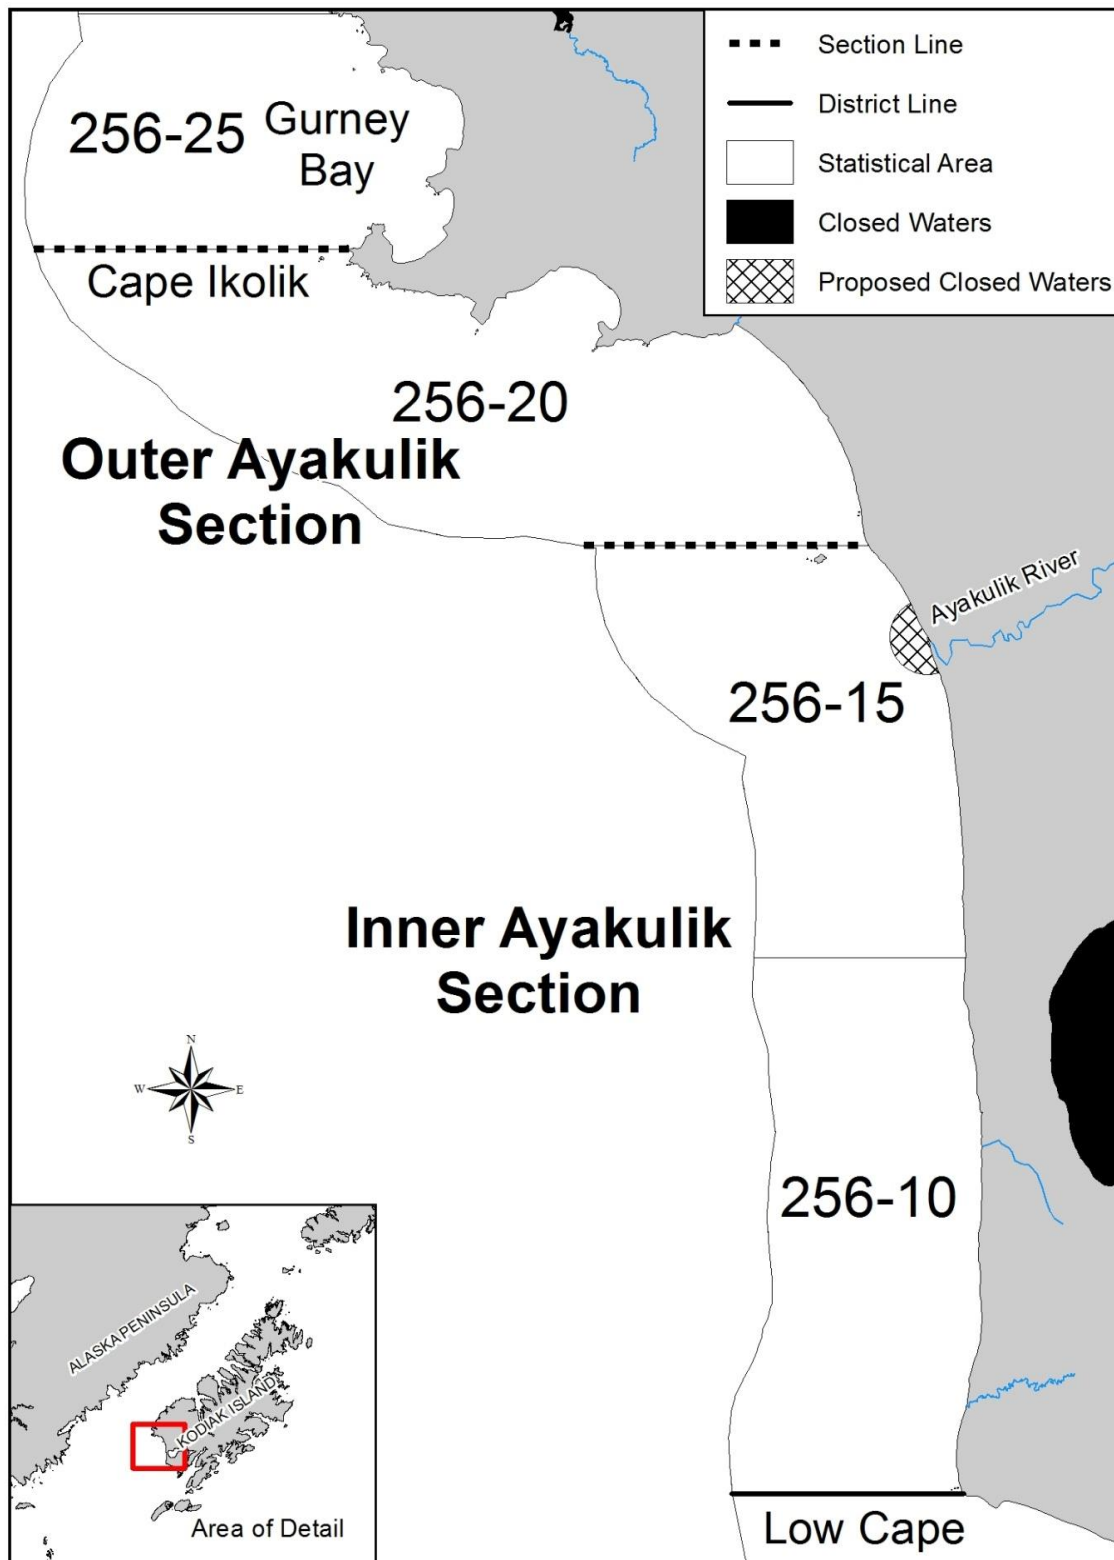 Section Line
District Line
Statistical Area
Closed Waters
Proposed Closed Waters
256-25
Gurney
Bay
Cape Ikolik
256-20
Outer Ayakulik
Section
Ayakulik River
256-15
Inner Ayakulik
Section
N
W
E
S
256-10
ALASKA PENINSULA
KODIAK ISLAND
Area of Detail
Low Cape